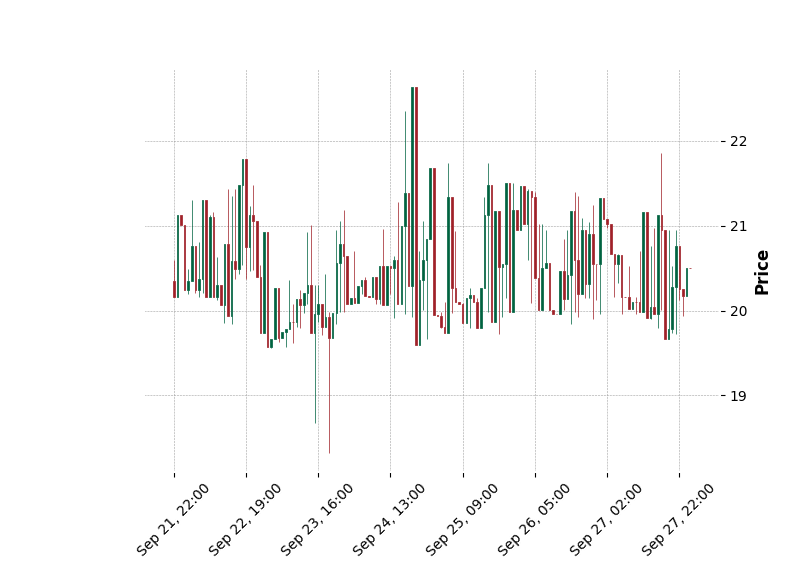 22
21
20
19
Price
Sep 21, 22:00
Sep 22, 19:00
Sep 23, 16:00
Sep 24, 13:00
Sep 25, 09:00
Sep 26, 05:00
Sep 27, 02:00
Sep 27, 22:00